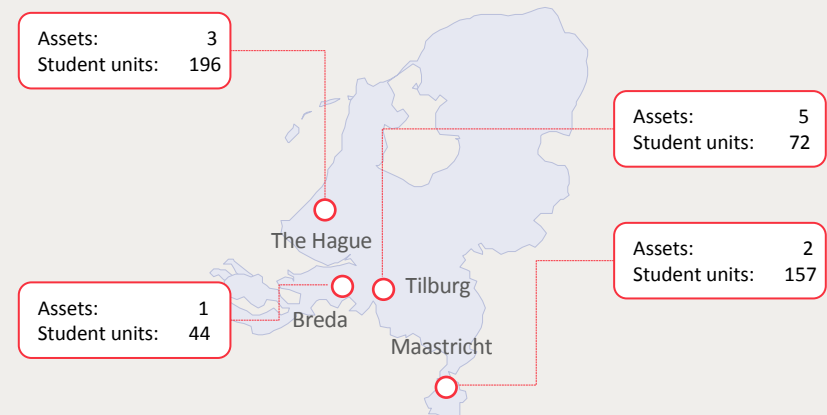 Assets: 3
Student units: 196
Assets: 5
Student units: 72
The Hague
Assets: 2
Student units: 157
Tilburg
Assets: 1
Student units: 44
Breda
Maastricht